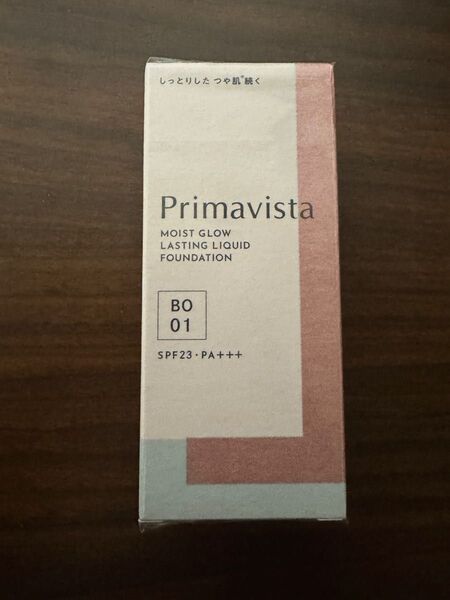 しっとりした つや肌*続く
Primavista
MOIST GLOW
LASTING LIQUID
FOUNDATION
BO
01
SPF23・PA+++